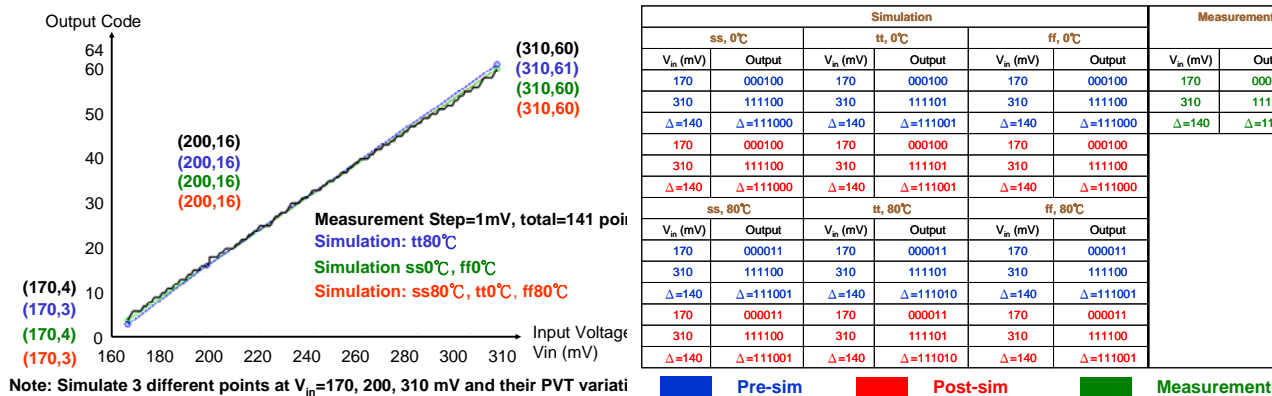 Output Code
64
60
50
40
30
20
10
0
160 180 200 220 240 260 280 300 310
Input Voltage
Vin (mV)
(310,60)
(310,61)
(310,60)
(310,60)
(200,16)
(200,16)
(200,16)
(200,16)
(170,4)
(170,3)
(170,4)
(170,3)
Measurement Step=1mV, total=141 poin
Simulation: tt80℃
Simulation ss0℃, ff0℃
Simulation: ss80℃, tt0℃, ff80℃
Note: Simulate 3 different points at Vin=170, 200, 310 mV and their PVT variati
Simulation Measurement
ss, 0℃ tt, 0℃ ff, 0℃
Vin (mV) Output Vin (mV) Output Vin (mV) Output Vin (mV) Out
170 000100 170 000100 170 000100 170 000
310 111100 310 111101 310 111100 310 111
Δ=140 Δ=111000 Δ=140 Δ=111001 Δ=140 Δ=111000 Δ=140 Δ=11
170 000100 170 000100 170 000100
310 111100 310 111101 310 111100
Δ=140 Δ=111000 Δ=140 Δ=111001 Δ=140 Δ=111000
ss, 80℃ tt, 80℃ ff, 80℃
Vin (mV) Output Vin (mV) Output Vin (mV) Output
170 000011 170 000011 170 000011
310 111100 310 111101 310 111100
Δ=140 Δ=111001 Δ=140 Δ=111010 Δ=140 Δ=111001
170 000011 170 000011 170 000011
310 111100 310 111101 310 111100
Δ=140 Δ=111001 Δ=140 Δ=111010 Δ=140 Δ=111001
Pre-sim Post-sim Measurement